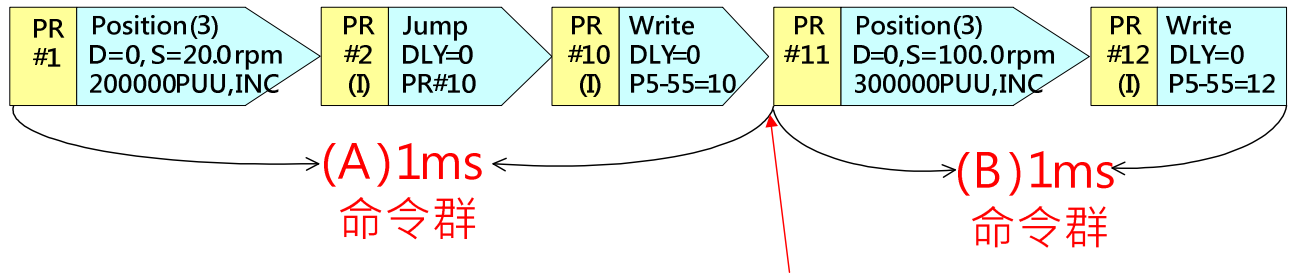 PR
#1
Position(3)
D=0, S=20.0rpm
200000PUU,INC
PR
#2
(I)
Jump
DLY=0
PR#10
PR
#10
(I)
Write
DLY=0
P5-55=10
PR
#11
Position(3)
D=0,S=100.0rpm
300000PUU,INC
PR
#12
(I)
Write
DLY=0
P5-55=12
(A)1ms
命令群
(B)1ms
命令群